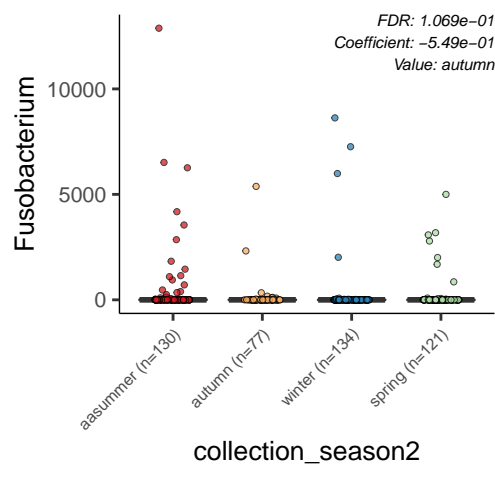 FDR: 1.069e−01
Coefficient: −5.49e−01
Value: autumn
Fusobacterium
10000
5000
0
aasummer (n=130)
autumn (n=77)
winter (n=134)
spring (n=121)
collection_season2